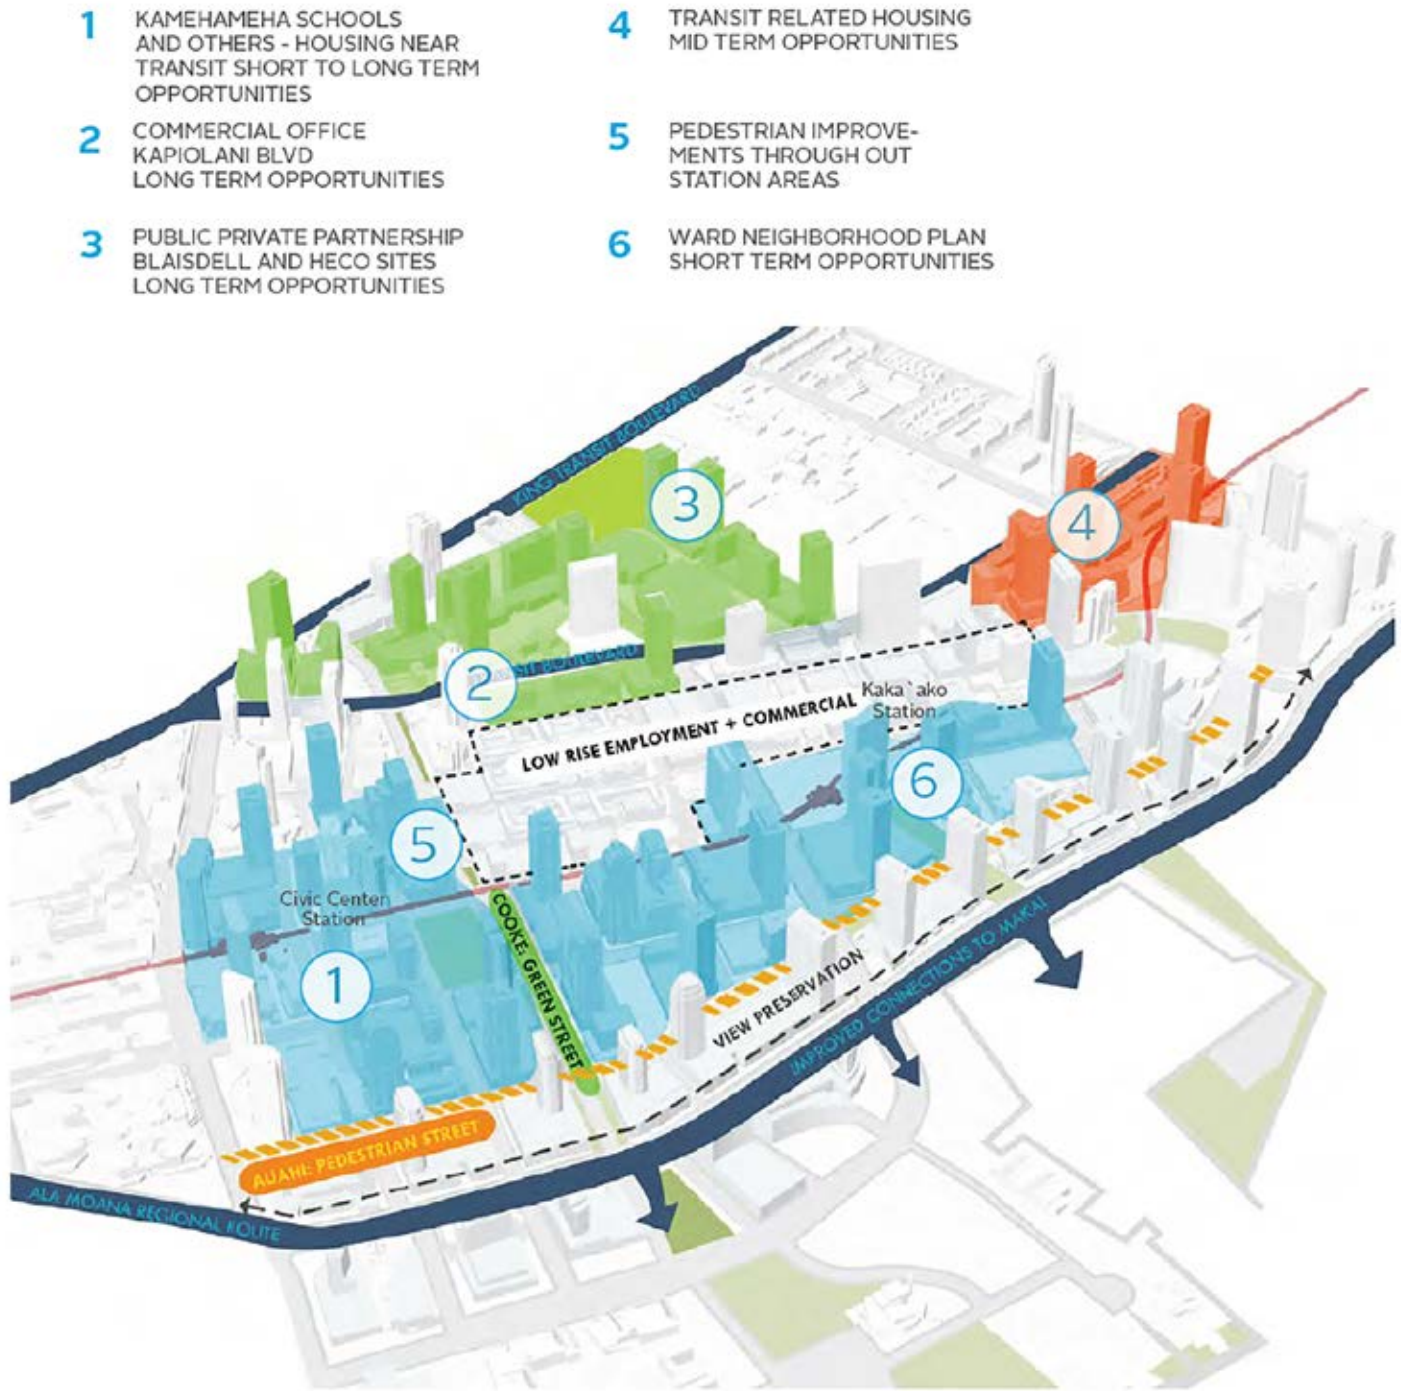 1
KAMEHAMEHA SCHOOLS
AND OTHERS - HOUSING NEAR
TRANSIT SHORT TO LONG TERM
OPPORTUNITIES
2
COMMERCIAL OFFICE
KAPIOLANI BLVD
LONG TERM OPPORTUNITIES
3
PUBLIC PRIVATE PARTNERSHIP
BLAISDELL AND HECO SITES
LONG TERM OPPORTUNITIES
4
TRANSIT RELATED HOUSING
MID TERM OPPORTUNITIES
5
PEDESTRIAN IMPROVE-
MENTS THROUGH OUT
STATION AREAS
6
WARD NEIGHBORHOOD PLAN
SHORT TERM OPPORTUNITIES
KING TRANSIT BOULEVARD
3
4
BOULEVARD
2
Kaka`ako
Station
LOW RISE EMPLOYMENT + COMMERCIAL
6
5
Civic Center
Station
1
COOKE: GREEN STREET
VIEW PRESERVATION
IMPROVED CONNECTIONS TO MAKAI
AUAHI: PEDESTRIAN STREET
ALA MOANA REGIONAL ROUTE